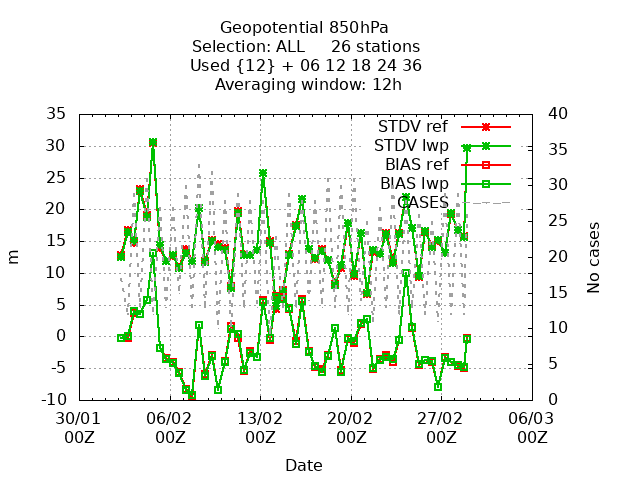 Geopotential 850hPa
Selection: ALL     26 stations
Used {12} + 06 12 18 24 36
Averaging window: 12h
35
30
25
20
15
10
5
0
-5
-10
m
40
35
30
25
20
15
10
5
0
No cases
STDV ref
STDV lwp
BIAS ref
BIAS lwp
CASES
30/01 06/02 13/02 20/02 27/02 06/03
00Z 00Z 00Z 00Z 00Z 00Z
Date